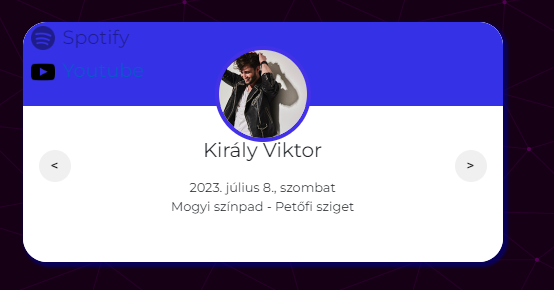 Spotify
Youtube
Király Viktor
<
>
2023. július 8., szombat
Mogyi színpad - Petőfi sziget